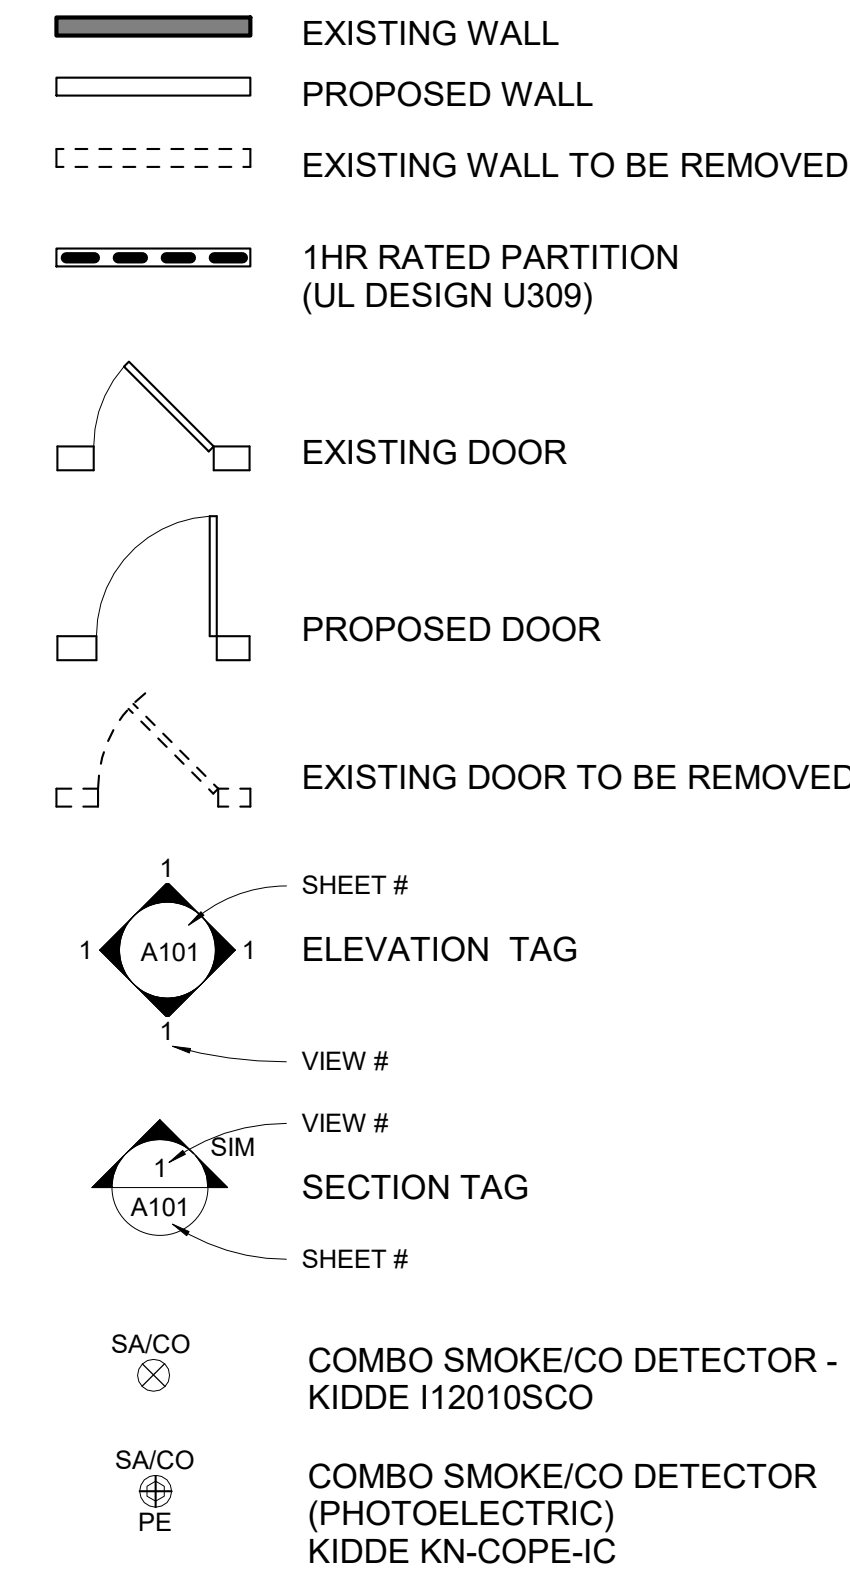 EXISTING WALL
PROPOSED WALL
EXISTING WALL TO BE REMOVED
1HR RATED PARTITION
(UL DESIGN U309)
EXISTING DOOR
PROPOSED DOOR
EXISTING DOOR TO BE REMOVED
1
SHEET #
1 A101 1
ELEVATION TAG
1
VIEW #
VIEW #
SIM
1
SECTION TAG
A101
SHEET #
SA/CO
COMBO SMOKE/CO DETECTOR -
KIDDE I12010SCO
SA/CO
PE
COMBO SMOKE/CO DETECTOR
(PHOTOELECTRIC)
KIDDE KN-COPE-IC